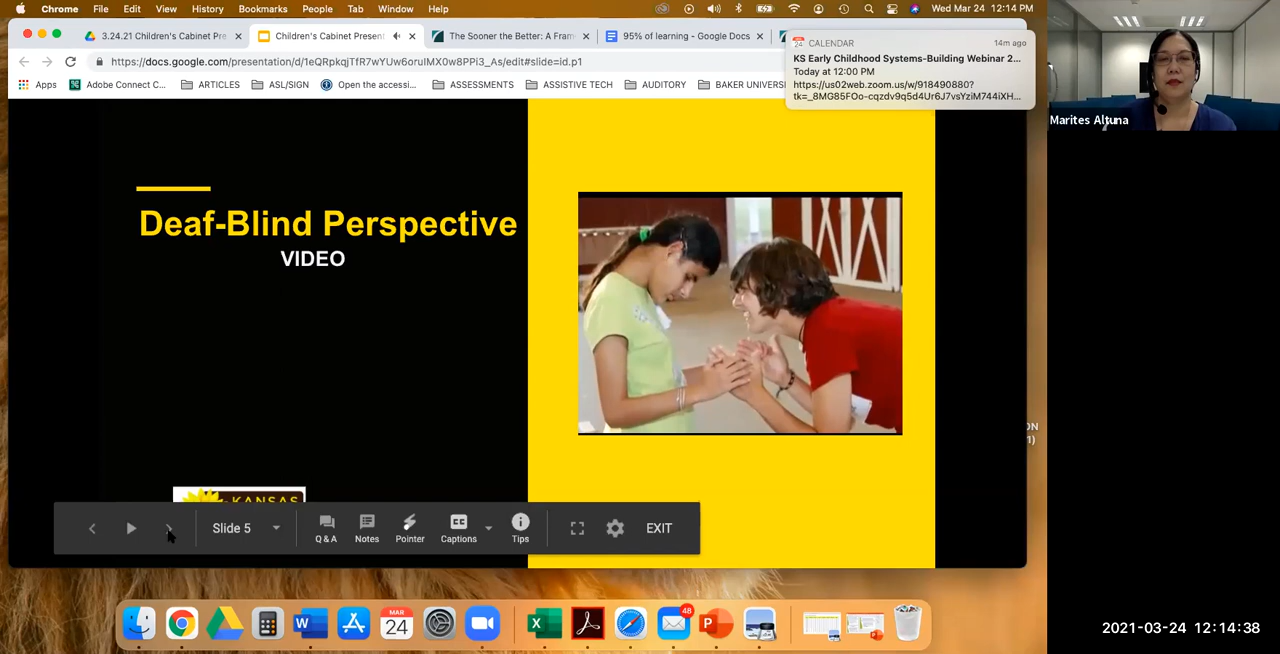 Chrome File Edit View History Bookmarks People Tab Window Help Wed Mar 24 12:14 PM
3.24.21 Children's Cabinet Pre
Children's Cabinet Present
The Sooner the Better: A Fram
95% of learning - Google Docs
https://docs.google.com/presentation/d/1eQRpkqjTfR7wYUw6oruIMX0w8PPi3_As/edit#slide=id.p1
Apps Adobe Connect C... ARTICLES ASL/SIGN Open the accessi... ASSESSMENTS ASSISTIVE TECH AUDITORY BAKER UNIVERSI
CALENDAR 14m ago
KS Early Childhood Systems-Building Webinar 2...
Today at 12:00 PM
https://us02web.zoom.us/w/918490880?
tk=_8MG85FOo-cqzdv9q5d4Ur6J7vsYziM744iXH...
Marites Altuna
Deaf-Blind Perspective
VIDEO
KANSAS
Slide 5
Q & A
Notes
Pointer
Captions
Tips
EXIT
MAR
24
48
2021-03-24 12:14:38